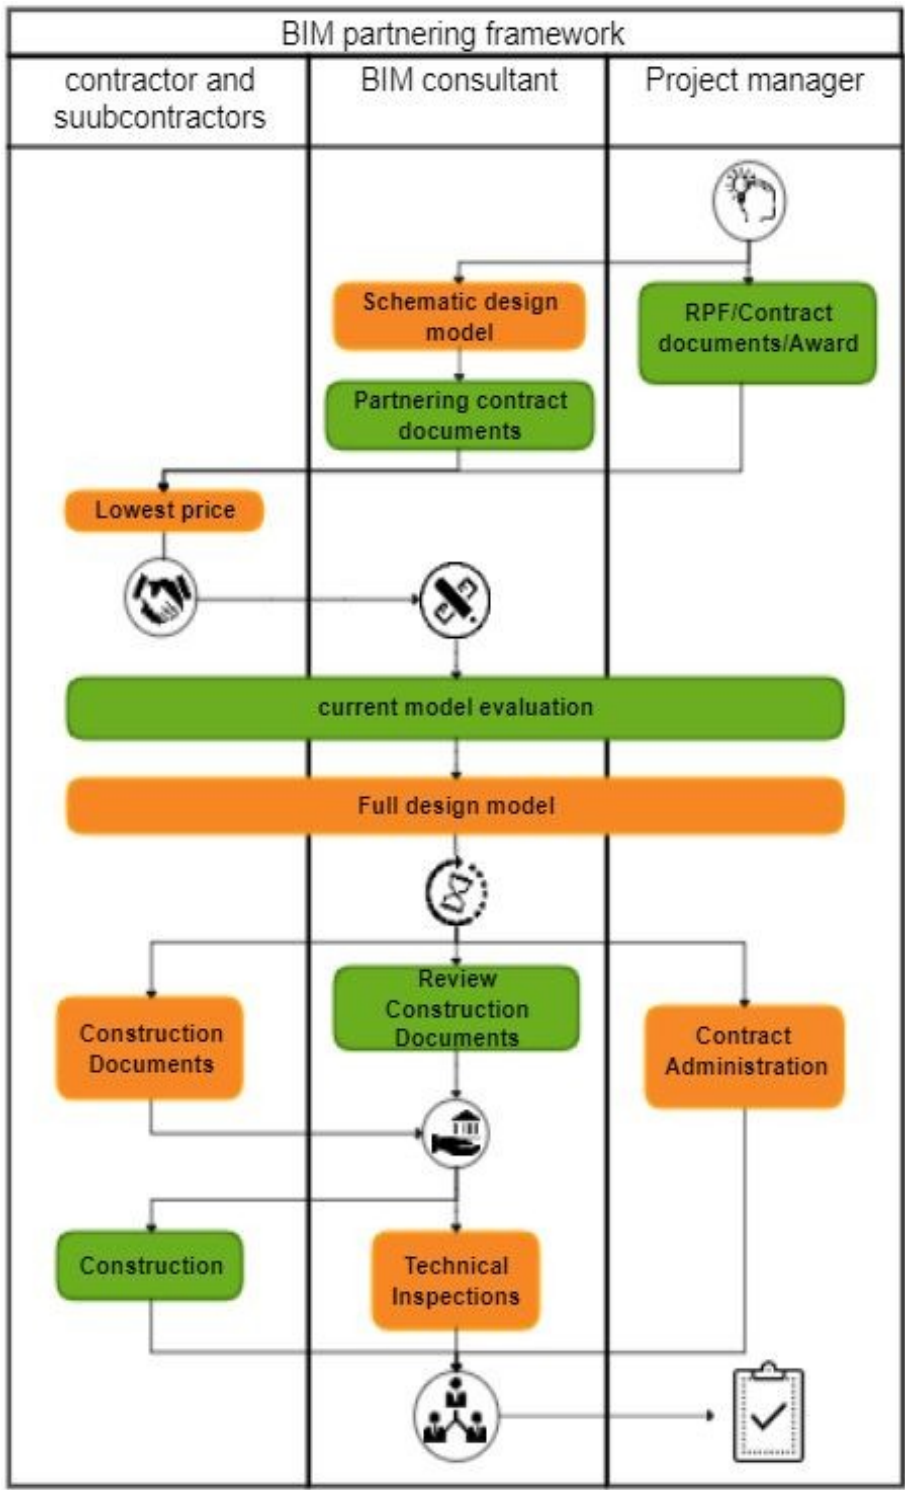 BIM partnering framework
contractor and
suubcontractors
BIM consultant
Project manager
Schematic design
model
RPF/Contract
documents/Award
Partnering contract
documents
Lowest price
current model evaluation
Full design model
Review
Construction
Documents
Construction
Documents
Contract
Administration
Construction
Technical
Inspections